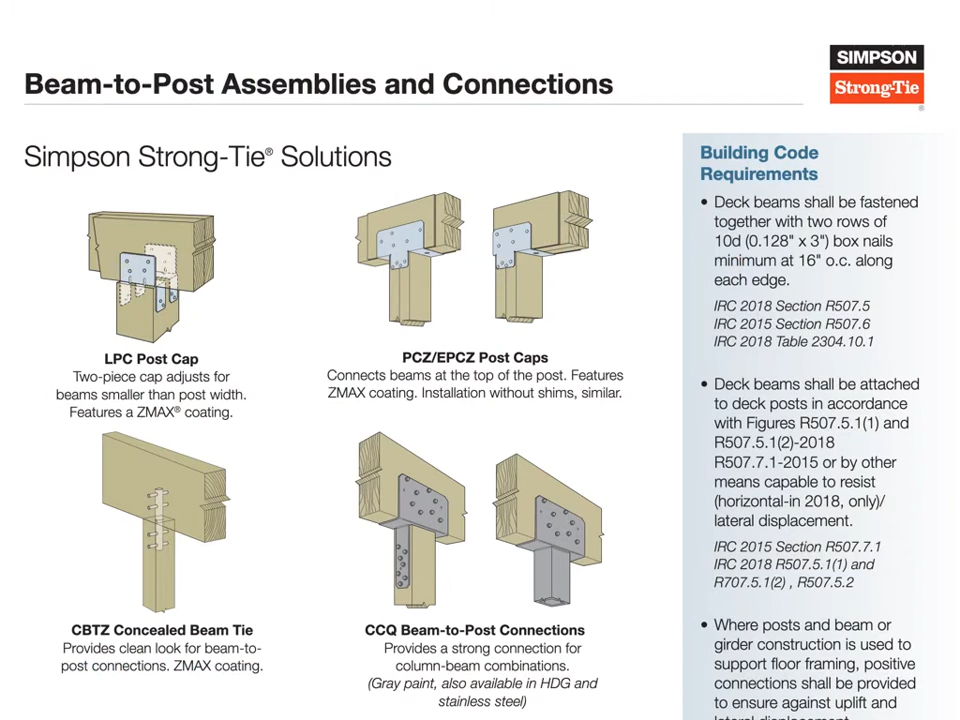 Beam-to-Post Assemblies and Connections
SIMPSON
Strong-Tie
®
Simpson Strong-Tie® Solutions
LPC Post Cap
Two-piece cap adjusts for
beams smaller than post width.
Features a ZMAX® coating.
PCZ/EPCZ Post Caps
Connects beams at the top of the post. Features
ZMAX coating. Installation without shims, similar.
CBTZ Concealed Beam Tie
Provides clean look for beam-to-
post connections. ZMAX coating.
CCQ Beam-to-Post Connections
Provides a strong connection for
column-beam combinations.
(Gray paint, also available in HDG and
stainless steel)
Building Code
Requirements
• Deck beams shall be fastened
together with two rows of
10d (0.128" x 3") box nails
minimum at 16" o.c. along
each edge.
IRC 2018 Section R507.5
IRC 2015 Section R507.6
IRC 2018 Table 2304.10.1
• Deck beams shall be attached
to deck posts in accordance
with Figures R507.5.1(1) and
R507.5.1(2)-2018
R507.7.1-2015 or by other
means capable to resist
(horizontal-in 2018, only)/
lateral displacement.
IRC 2015 Section R507.7.1
IRC 2018 R507.5.1(1) and
R707.5.1(2) , R507.5.2
• Where posts and beam or
girder construction is used to
support floor framing, positive
connections shall be provided
to ensure against uplift and
lateral displacement